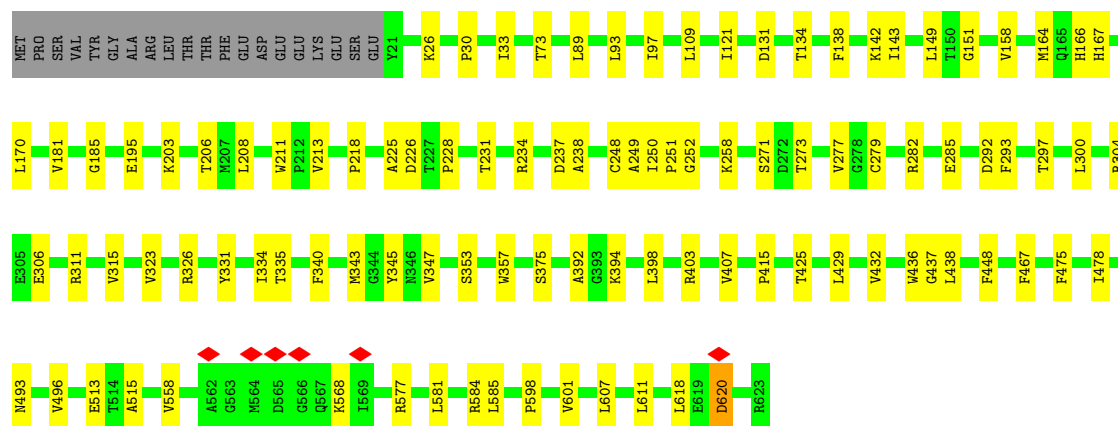 MET PRO SER VAL TYR GLY ALA ARG LEU THR THR PHE GLU ASP GLU GLU LYS GLU SER GLU Y21 K26 P30 I33 T73 L89 L93 I97 L109 I121 D131 T134 F138 K142 I143 L149 T150 G151 V158 M164 Q165 H166 H167
L170 V181 G185 E195 K203 T206 M207 L208 W211 P212 V213 P218 A225 D226 T227 P228 T231 R234 D237 A238 C248 A249 I250 P251 G252 K258 S271 D272 T273 V277 G278 C279 R282 E285 D292 F293 T297 L300
E305 E306 R311 V315 V323 R326 Y331 I334 T335 F340 M343 G344 Y345 N346 V347 S353 W357 S375 A392 G393 K394 L398 R403 V407 P415 T425 L429 V432 W436 G437 L438 F448 F467 F475 I478
N493 V496 E513 T514 A515 V558 A562 G563 M564 D565 G566 Q567 K568 I569 R577 L581 R584 L585 P598 V601 L607 L611 L618 E619 D620 R623